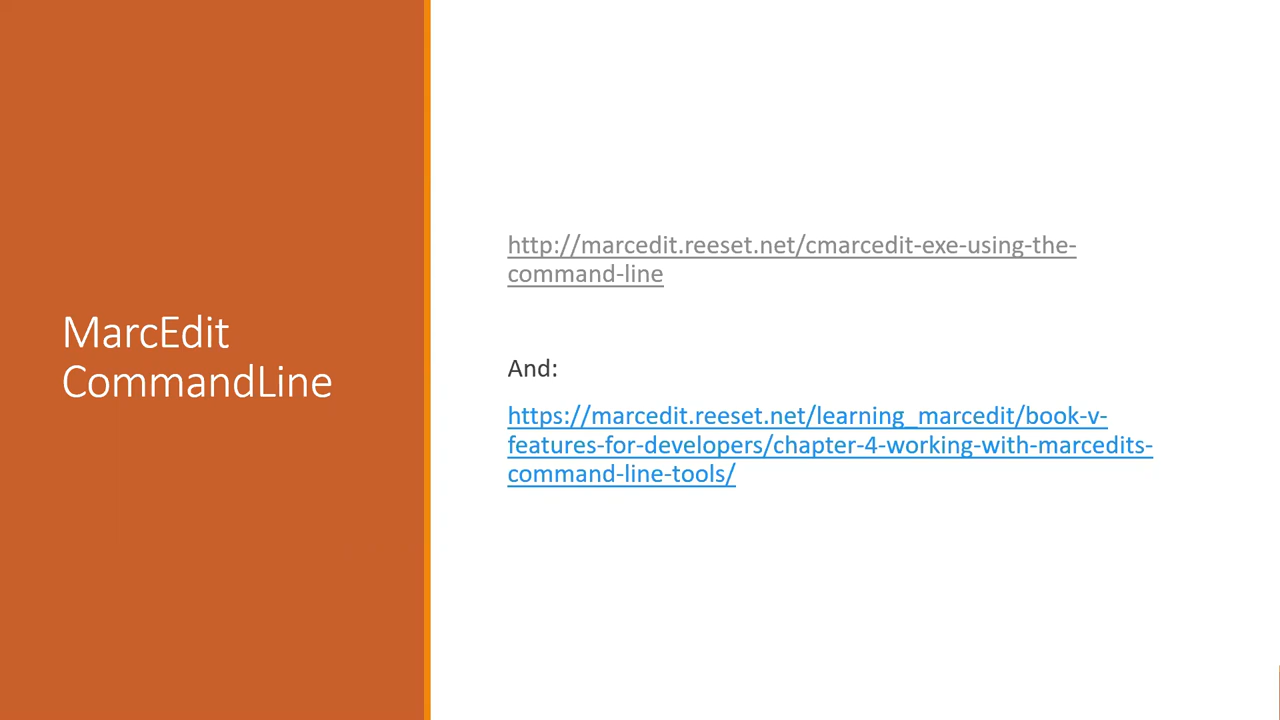 MarcEdit
CommandLine
http://marcedit.reeset.net/cmarcedit-exe-using-the-
command-line
And:
https://marcedit.reeset.net/learning_marcedit/book-v-
features-for-developers/chapter-4-working-with-marcedits-
command-line-tools/